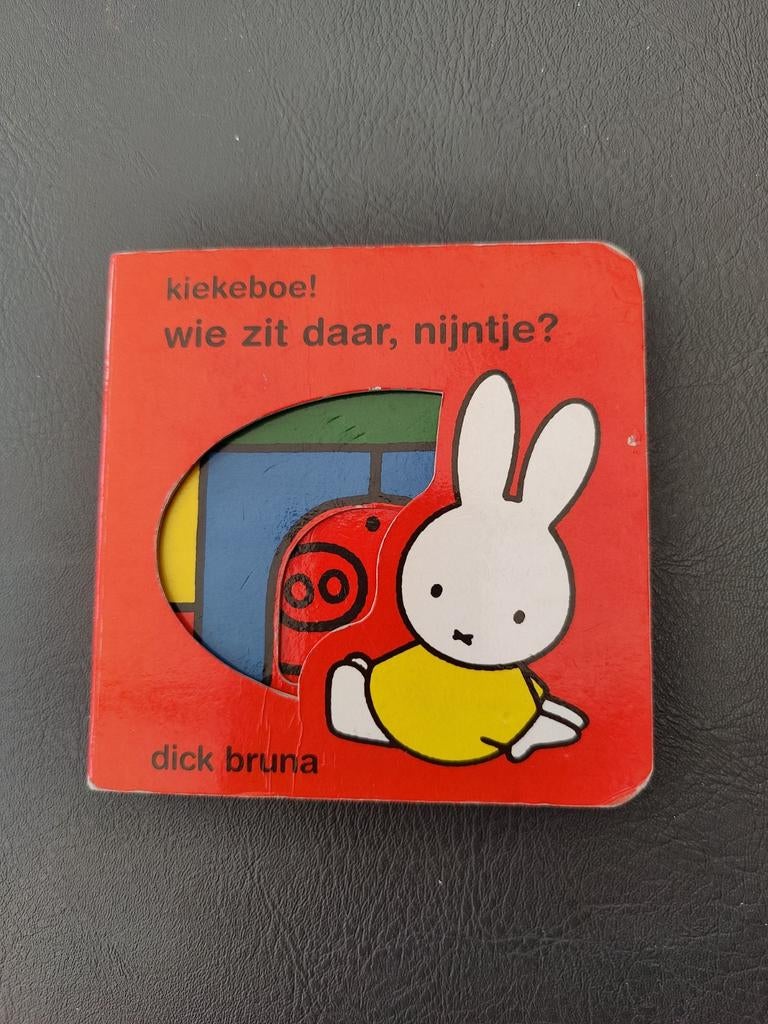 kiekeboe!
wie zit daar, nijntje?
dick bruna